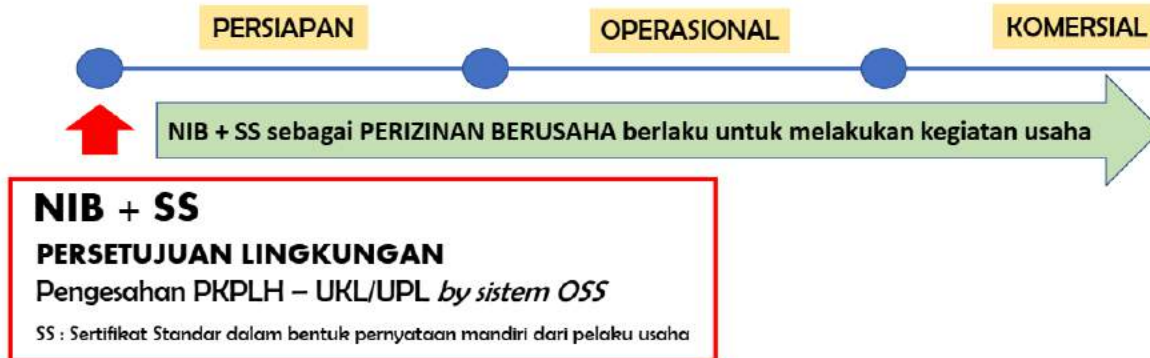 PERSIAPAN
OPERASIONAL
KOMERSIAL
NIB + SS sebagai PERIZINAN BERUSAHA berlaku untuk melakukan kegiatan usaha
NIB + SS
PERSETUJUAN LINGKUNGAN
Pengesahan PKPLH – UKL/UPL by sistem OSS
SS : Sertifikat Standar dalam bentuk pernyataan mandiri dari pelaku usaha